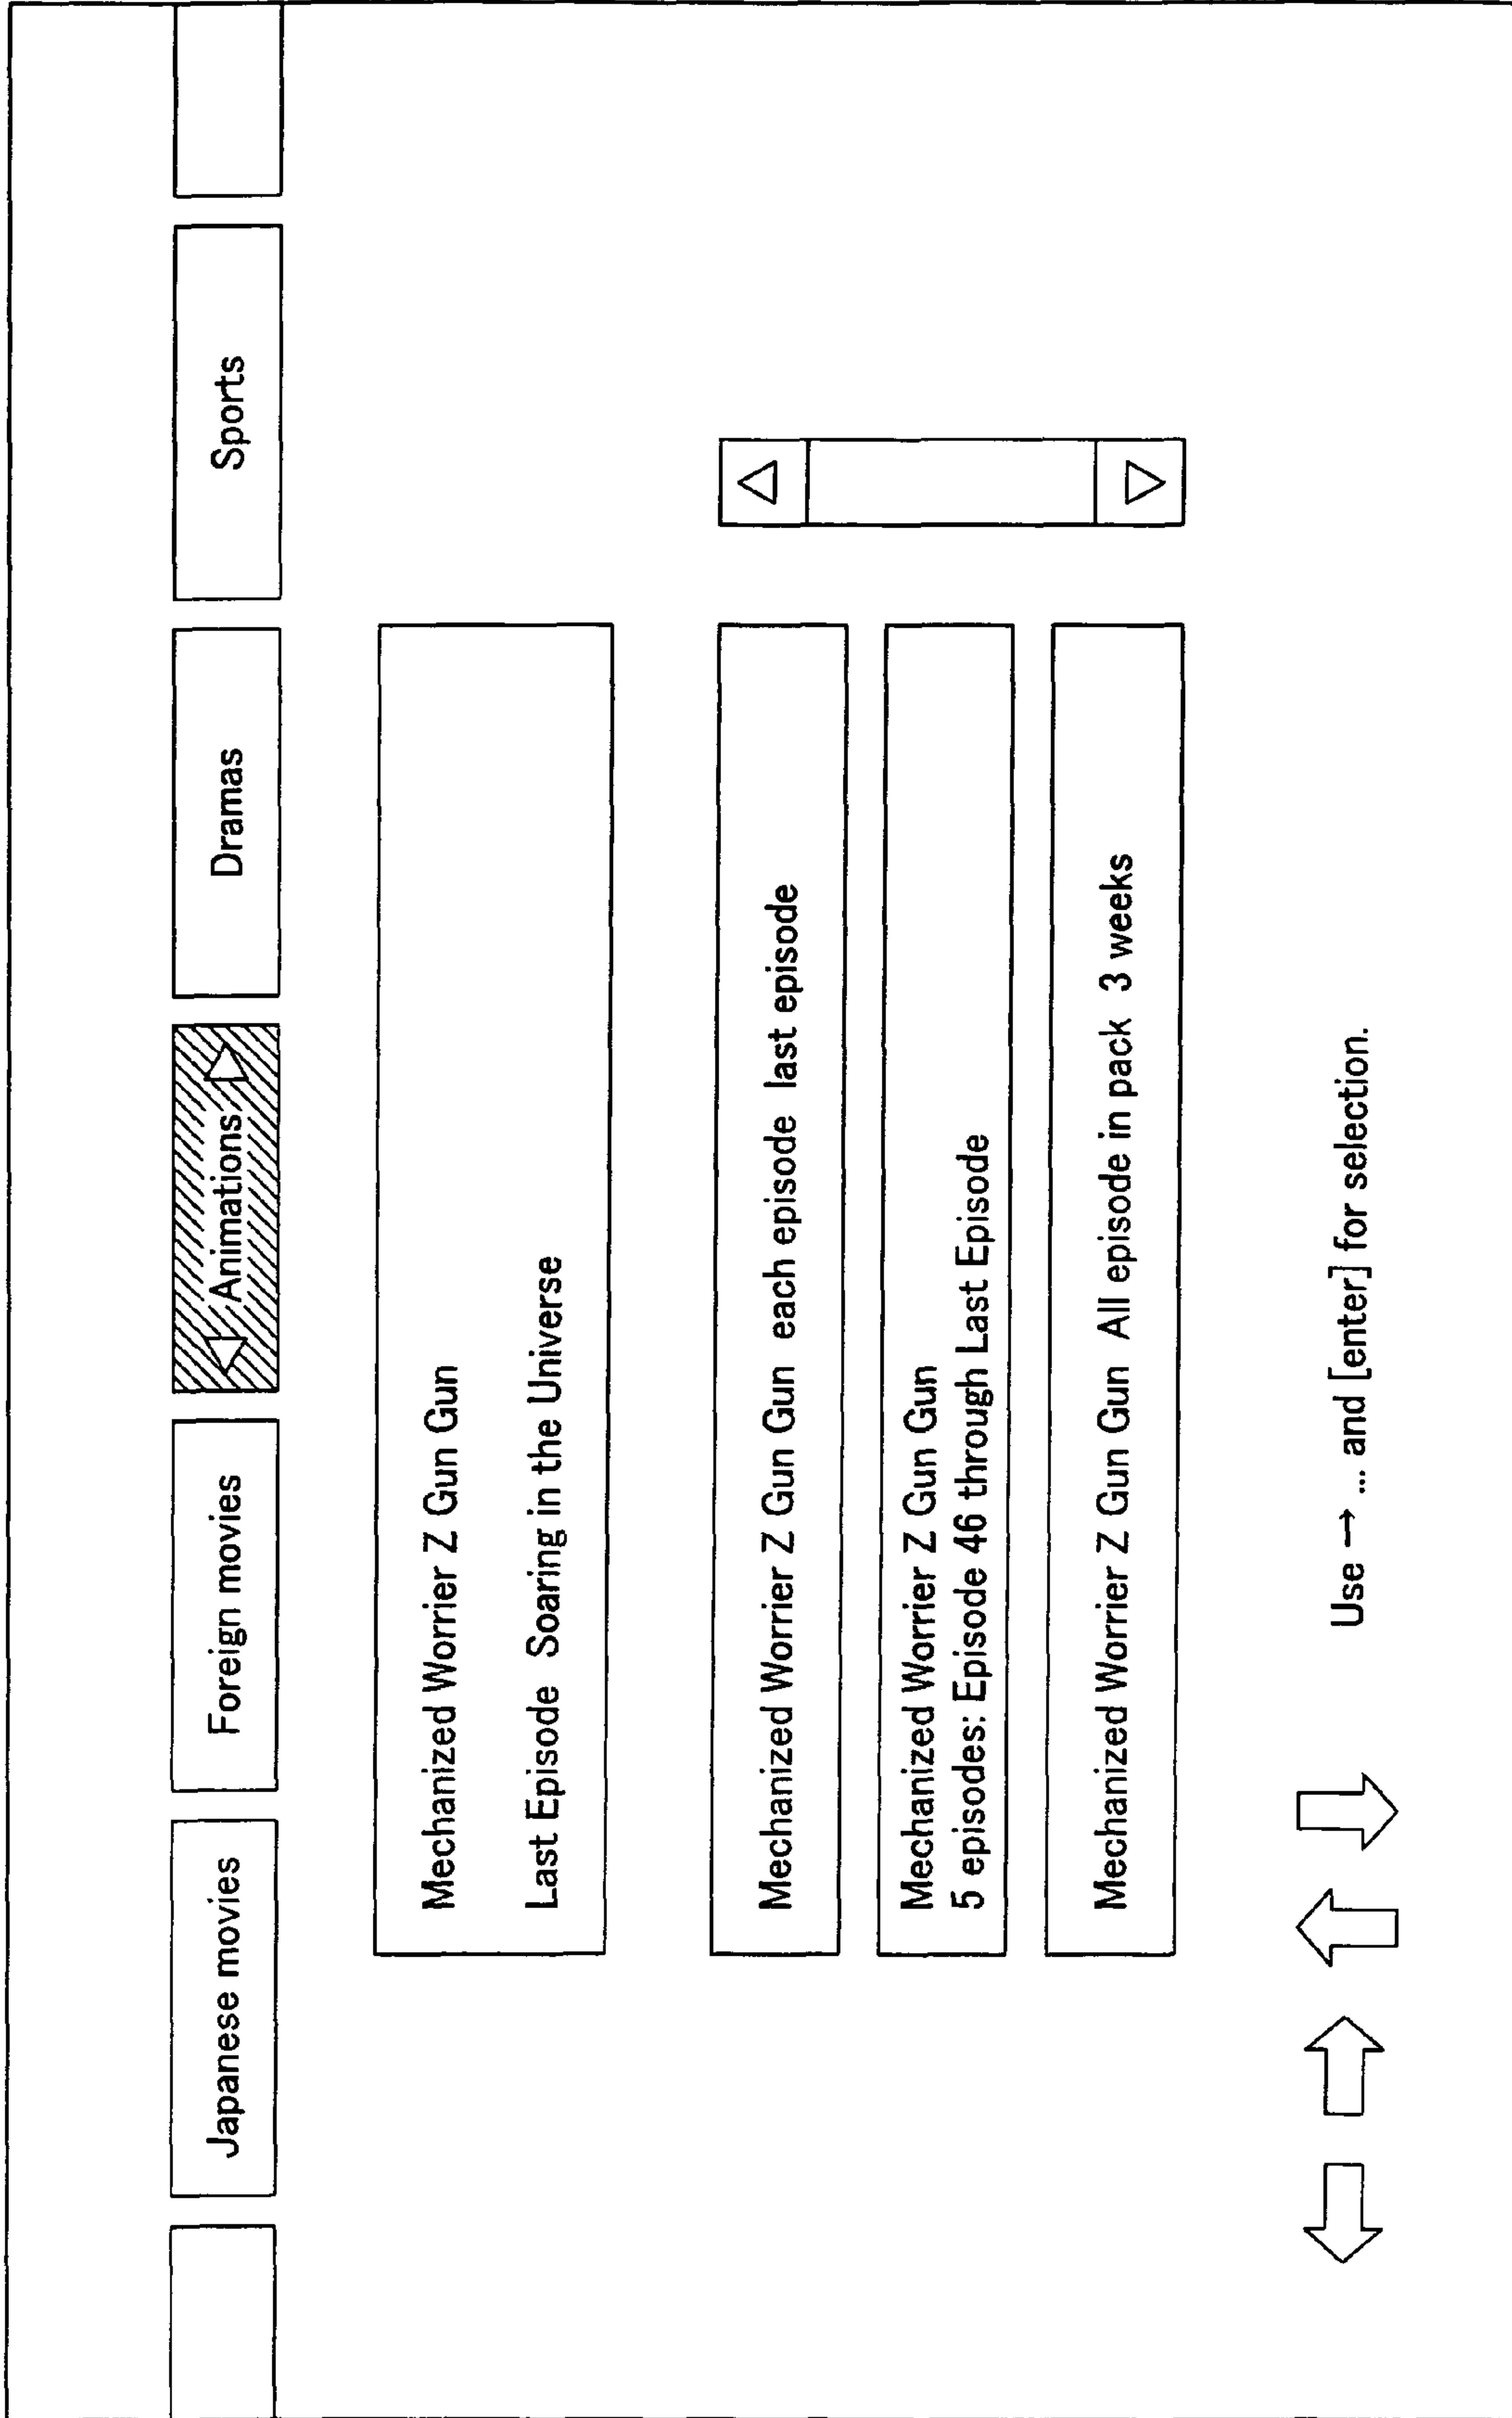 Japanese movies
Foreign movies
Animations
Dramas
Sports
Mechanized Worrier Z Gun Gun
Last Episode Soaring in the Universe
Mechanized Worrier Z Gun Gun each episode last episode
Mechanized Worrier Z Gun Gun
5 episodes: Episode 46 through Last Episode
Mechanized Worrier Z Gun Gun All episode in pack 3 weeks
Use → ... and [enter] for selection.